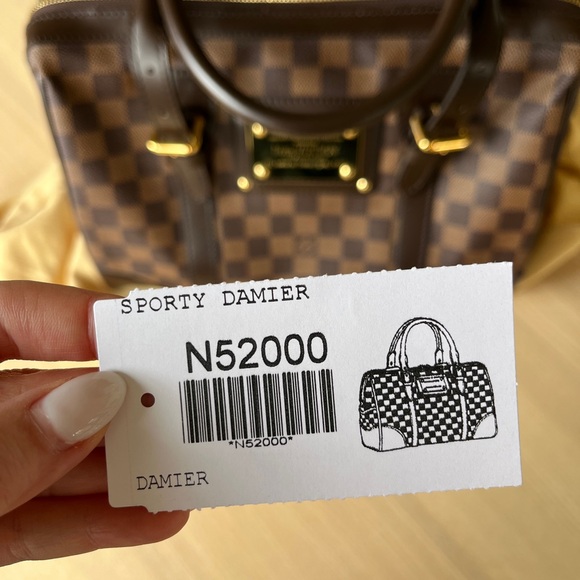 SPORTY DAMIER
N52000
*N52000*
DAMIER